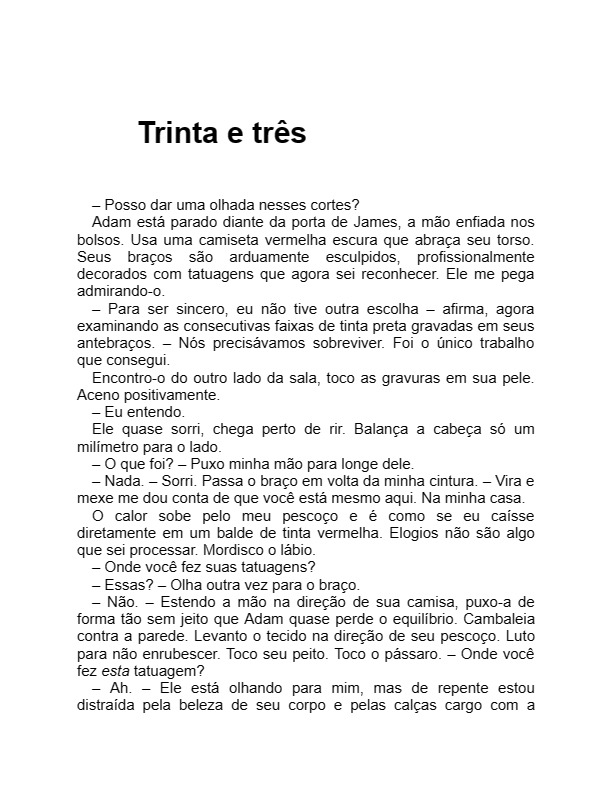 Trinta e três
– Posso dar uma olhada nesses cortes?
Adam está parado diante da porta de James, a mão enfiada nos
bolsos. Usa uma camiseta vermelha escura que abraça seu torso.
Seus braços são arduamente esculpidos, profissionalmente
decorados com tatuagens que agora sei reconhecer. Ele me pega
admirando-o.
– Para ser sincero, eu não tive outra escolha – afirma, agora
examinando as consecutivas faixas de tinta preta gravadas em seus
antebraços. – Nós precisávamos sobreviver. Foi o único trabalho
que consegui.
Encontro-o do outro lado da sala, toco as gravuras em sua pele.
Aceno positivamente.
– Eu entendo.
Ele quase sorri, chega perto de rir. Balança a cabeça só um
milímetro para o lado.
– O que foi? – Puxo minha mão para longe dele.
– Nada. – Sorri. Passa o braço em volta da minha cintura. – Vira e
mexe me dou conta de que você está mesmo aqui. Na minha casa.
O calor sobe pelo meu pescoço e é como se eu caísse
diretamente em um balde de tinta vermelha. Elogios não são algo
que sei processar. Mordisco o lábio.
– Onde você fez suas tatuagens?
– Essas? – Olha outra vez para o braço.
– Não. – Estendo a mão na direção de sua camisa, puxo-a de
forma tão sem jeito que Adam quase perde o equilíbrio. Cambaleia
contra a parede. Levanto o tecido na direção de seu pescoço. Luto
para não enrubescer. Toco seu peito. Toco o pássaro. – Onde você
fez esta tatuagem?
– Ah. – Ele está olhando para mim, mas de repente estou
distraída pela beleza de seu corpo e pelas calças cargo com a